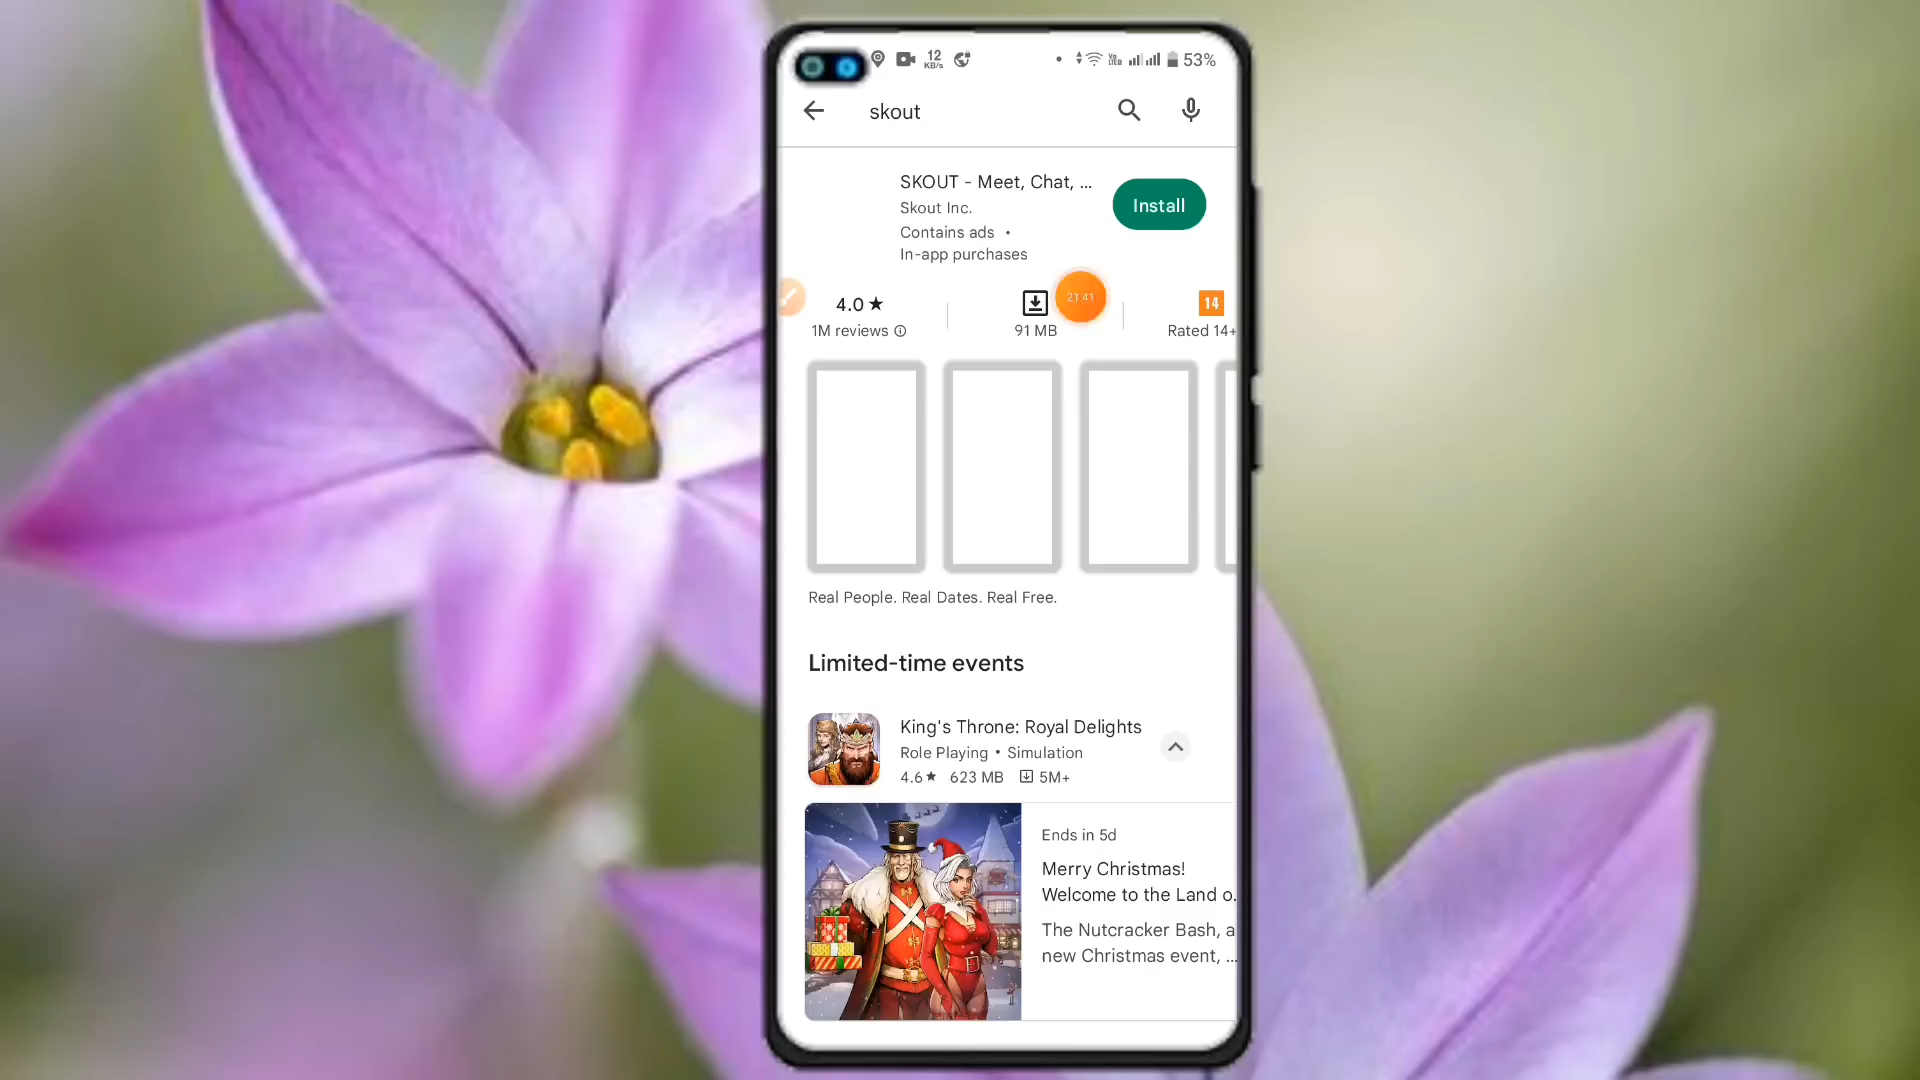 12
KB/s
53%
skout
SKOUT - Meet, Chat, ...
Skout Inc.
Contains ads •
In-app purchases
Install
4.0 ★
1M reviews
91 MB
21:41
14
Rated 14+
Real People. Real Dates. Real Free.
Limited-time events
King's Throne: Royal Delights
Role Playing • Simulation
4.6★ 623 MB 5M+
Ends in 5d
Merry Christmas!
Welcome to the Land o.
The Nutcracker Bash, a
new Christmas event, ...